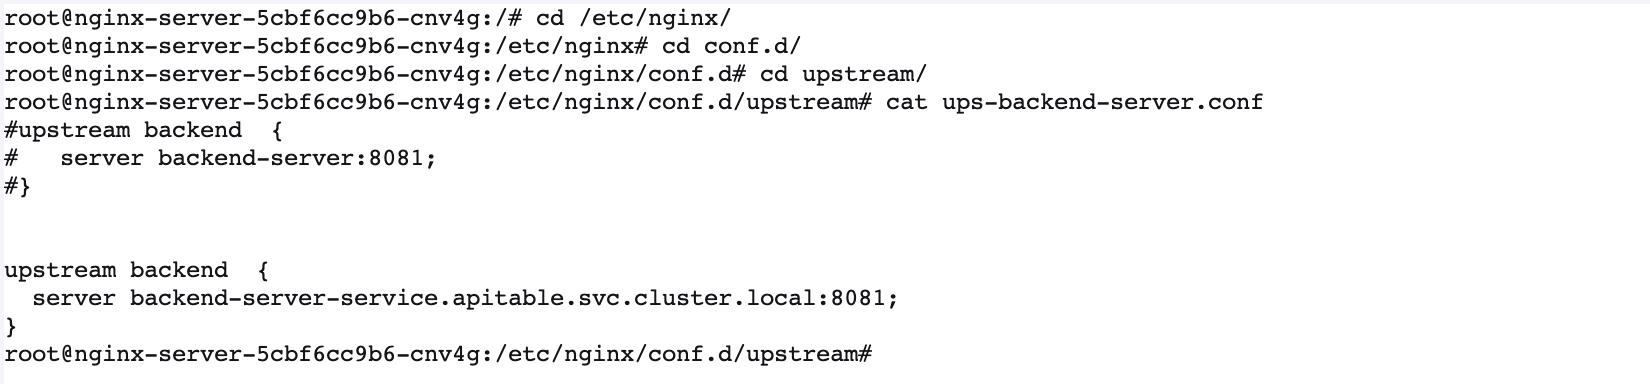 root@nginx-server-5cbf6cc9b6-cnv4g:/# cd /etc/nginx/
root@nginx-server-5cbf6cc9b6-cnv4g:/etc/nginx# cd conf.d/
root@nginx-server-5cbf6cc9b6-cnv4g:/etc/nginx/conf.d# cd upstream/
root@nginx-server-5cbf6cc9b6-cnv4g:/etc/nginx/conf.d/upstream# cat ups-backend-server.conf
#upstream backend  {
#   server backend-server:8081;
#}
upstream backend  {
  server backend-server-service.apitable.svc.cluster.local:8081;
}
root@nginx-server-5cbf6cc9b6-cnv4g:/etc/nginx/conf.d/upstream#